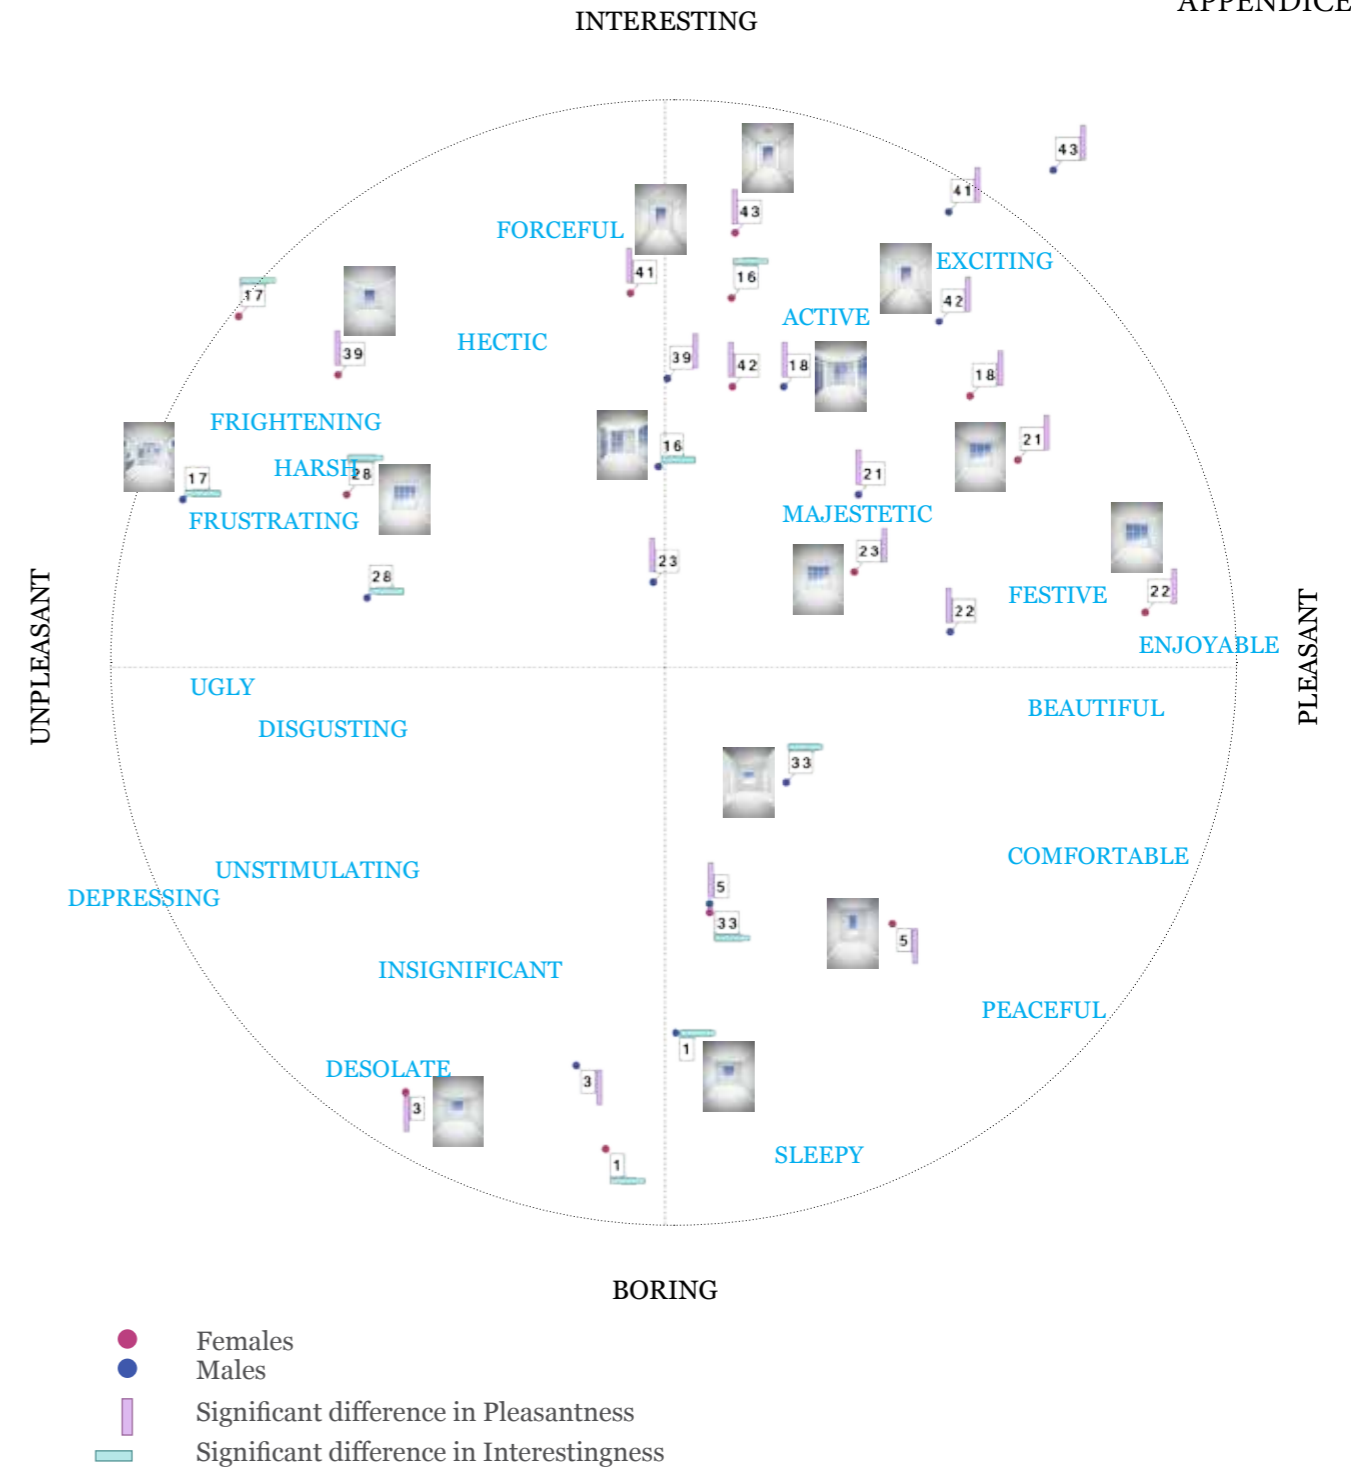 APPENDICE
INTERESTING
43
41
43
FORCEFUL
EXCITING
41
16
17
42
ACTIVE
HECTIC
39
39
42
18
18
FRIGHTENING
21
16
HARSH
28
17
21
MAJESTETIC
FRUSTRATING
23
23
28
22
FESTIVE
22
UNPLEASANT
PLEASANT
ENJOYABLE
UGLY
BEAUTIFUL
DISGUSTING
33
COMFORTABLE
UNSTIMULATING
5
DEPRESSING
33
5
INSIGNIFICANT
PEACEFUL
1
DESOLATE
3
3
SLEEPY
1
BORING
Females
Males
Significant difference in Pleasantness
Significant difference in Interestingness